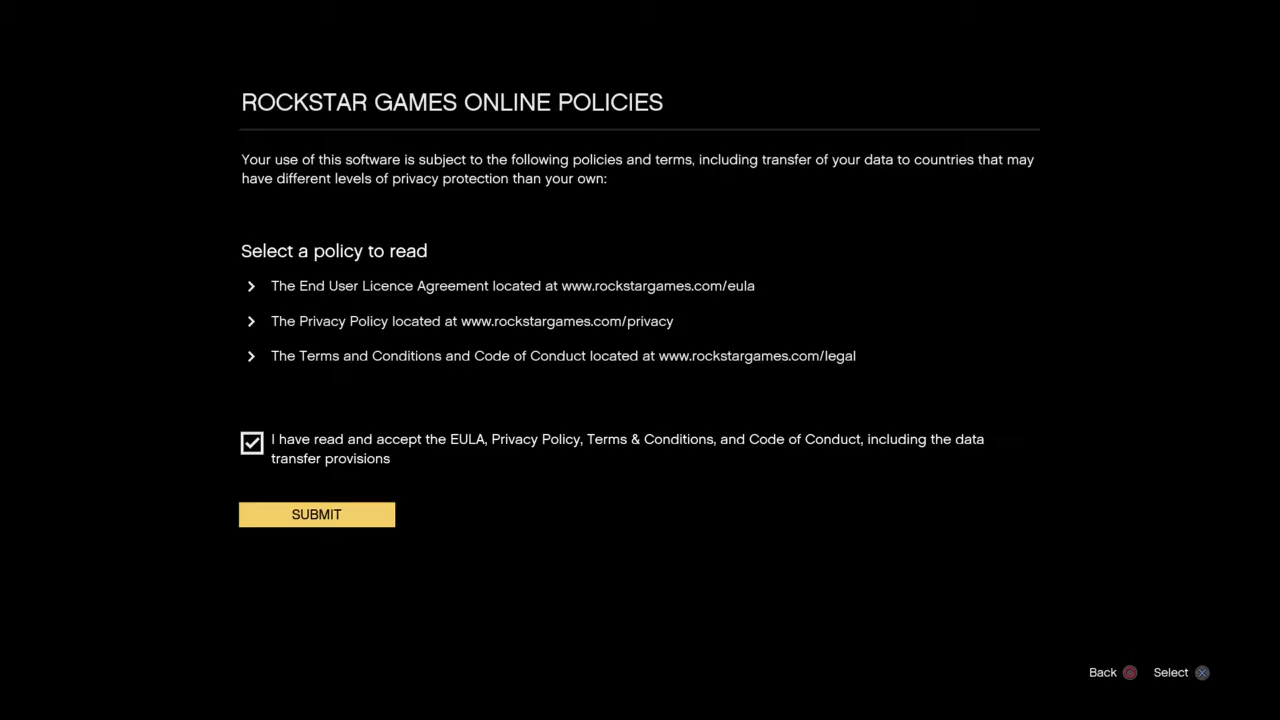 ROCKSTAR GAMES ONLINE POLICIES
Your use of this software is subject to the following policies and terms, including transfer of your data to countries that may
have different levels of privacy protection than your own:
Select a policy to read
The End User Licence Agreement located at www.rockstargames.com/eula
The Privacy Policy located at www.rockstargames.com/privacy
The Terms and Conditions and Code of Conduct located at www.rockstargames.com/legal
I have read and accept the EULA, Privacy Policy, Terms & Conditions, and Code of Conduct, including the data
transfer provisions
SUBMIT
Back Select